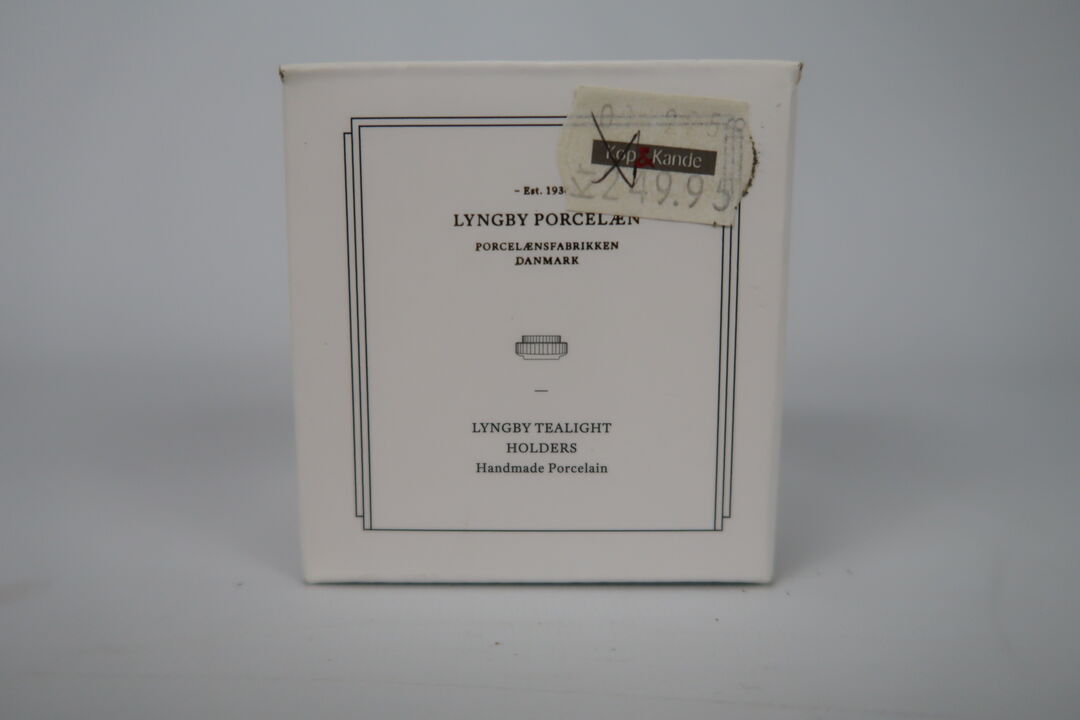 Kop&Kande
249.95
- Est. 193
LYNGBY PORCELÆN
PORCELÆNSFABRIKKEN
DANMARK
LYNGBY TEALIGHT
HOLDERS
Handmade Porcelain